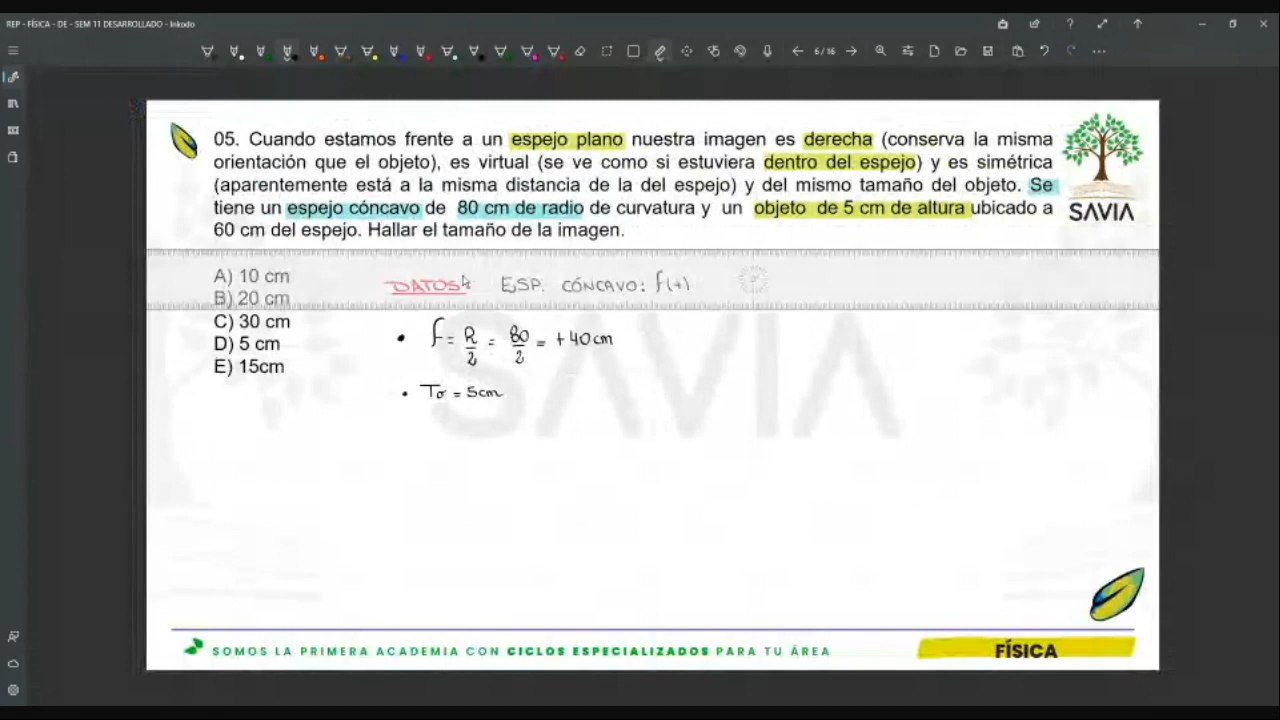 REP - FÍSICA - DE - SEM 11 DESARROLLADO - Inkodo
6/16
05. Cuando estamos frente a un espejo plano nuestra imagen es derecha (conserva la misma
orientación que el objeto), es virtual (se ve como si estuviera dentro del espejo) y es simétrica
(aparentemente está a la misma distancia de la del espejo) y del mismo tamaño del objeto. Se
tiene un espejo cóncavo de 80 cm de radio de curvatura y un objeto de 5 cm de altura ubicado a
60 cm del espejo. Hallar el tamaño de la imagen.
SAVIA
A) 10 cm
B) 20 cm
C) 30 cm
D) 5 cm
E) 15cm
DATOS ESP. CÓNCAVO: f(+)
• f = R/2 = 80/2 = +40cm
• To = 5cm
SAVIA
SOMOS LA PRIMERA ACADEMIA CON CICLOS ESPECIALIZADOS PARA TU ÁREA
FÍSICA